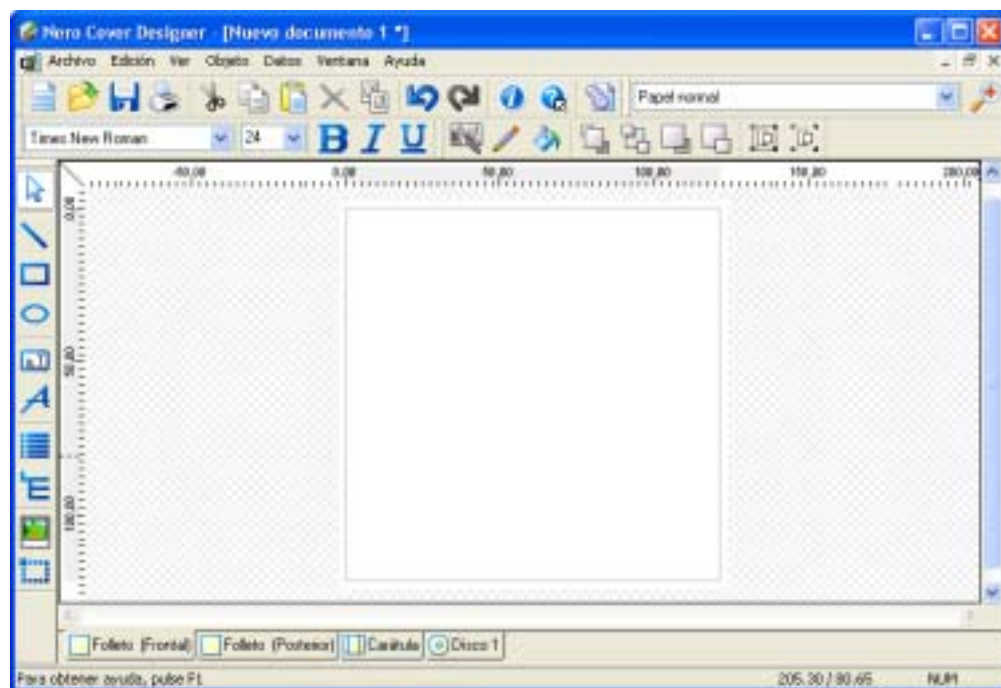 Nero Cover Designer - [Nuevo documento 1 *]
Archivo Edición Ver Objeto Datos Ventana Ayuda
Papel normal
Times New Roman 24 B I U
-50,00 0,00 50,00 100,00 150,00 200,00
0,00
50,00
100,00
Folleto (Frontal) Folleto (Posterior) Carátula Disco 1
Para obtener ayuda, pulse F1 205.30 / 80.65 NUM